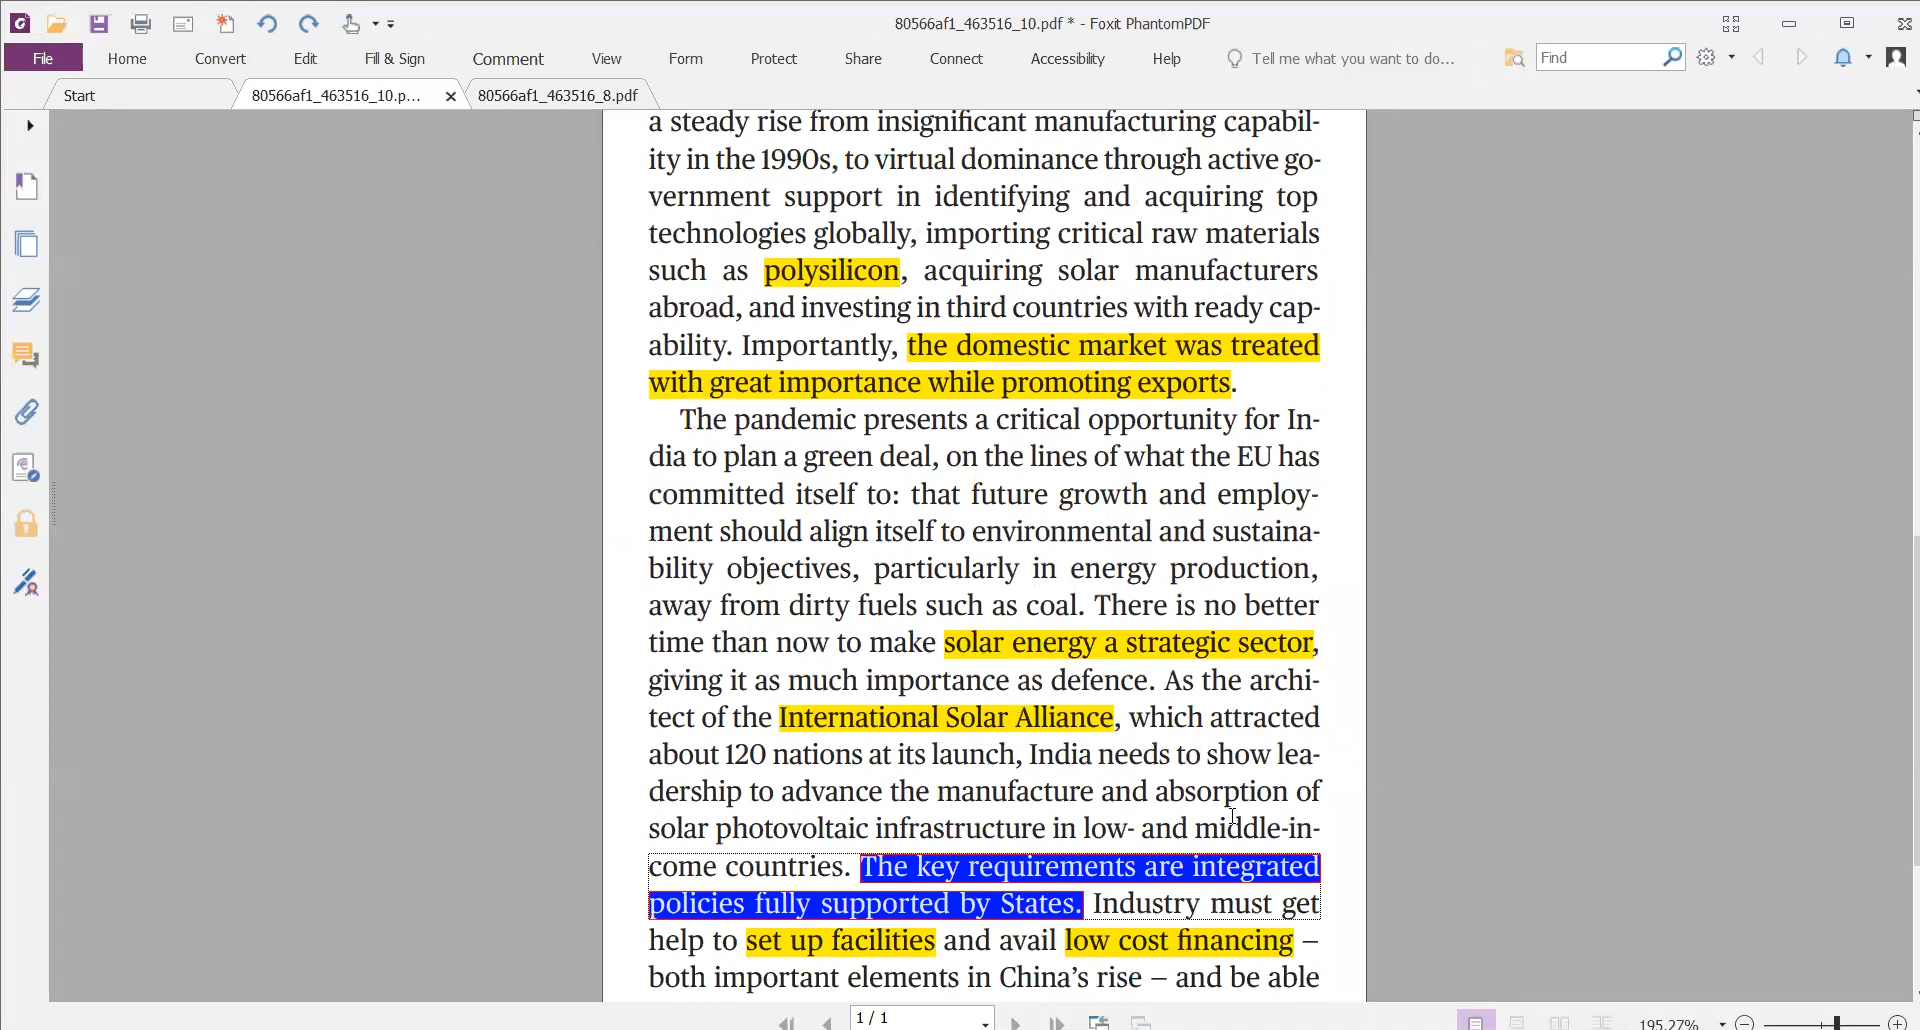 80566af1_463516_10.pdf * - Foxit PhantomPDF
File Home Convert Edit Fill & Sign Comment View Form Protect Share Connect Accessibility Help Tell me what you want to do... Find
Start 80566af1_463516_10.p... 80566af1_463516_8.pdf
a steady rise from insignificant manufacturing capabil-
ity in the 1990s, to virtual dominance through active go-
vernment support in identifying and acquiring top
technologies globally, importing critical raw materials
such as polysilicon, acquiring solar manufacturers
abroad, and investing in third countries with ready cap-
ability. Importantly, the domestic market was treated
with great importance while promoting exports.
The pandemic presents a critical opportunity for In-
dia to plan a green deal, on the lines of what the EU has
committed itself to: that future growth and employ-
ment should align itself to environmental and sustaina-
bility objectives, particularly in energy production,
away from dirty fuels such as coal. There is no better
time than now to make solar energy a strategic sector,
giving it as much importance as defence. As the archi-
tect of the International Solar Alliance, which attracted
about 120 nations at its launch, India needs to show lea-
dership to advance the manufacture and absorption of
solar photovoltaic infrastructure in low- and middle-in-
come countries. The key requirements are integrated
policies fully supported by States. Industry must get
help to set up facilities and avail low cost financing –
both important elements in China's rise – and be able
1 / 1 195.27%